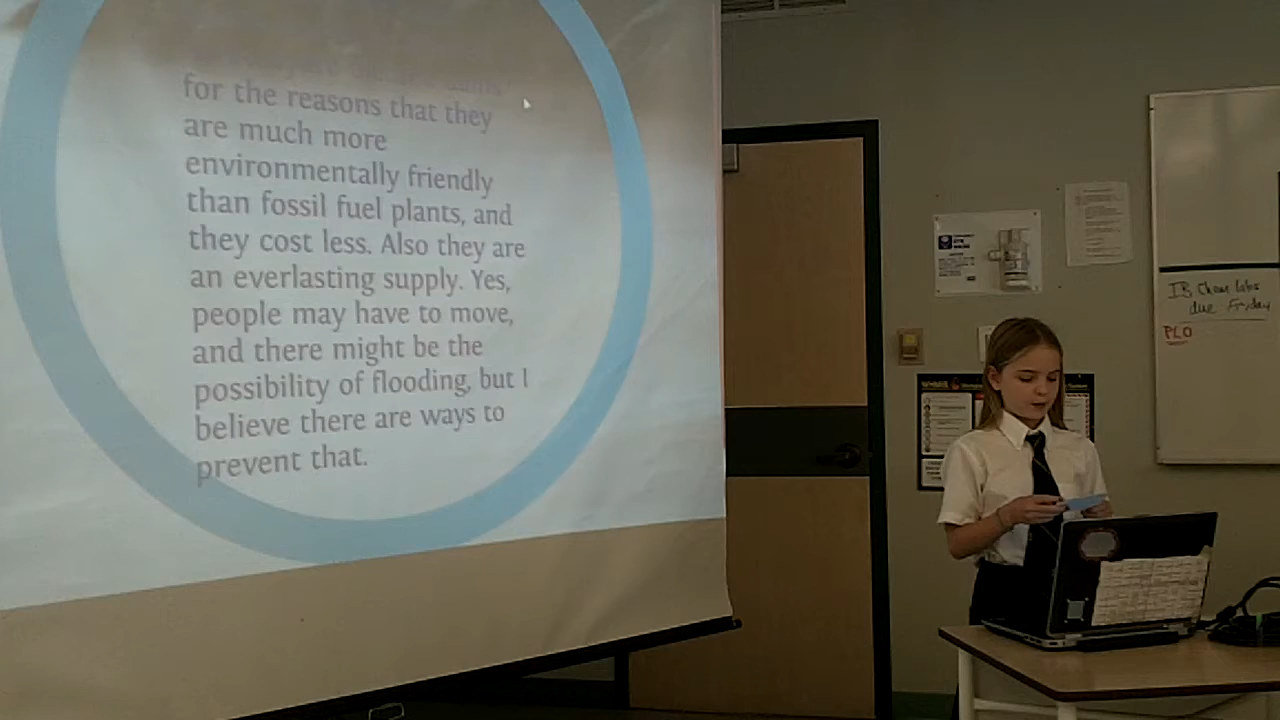 for the reasons that they
are much more
environmentally friendly
than fossil fuel plants, and
they cost less. Also they are
an everlasting supply. Yes,
people may have to move,
and there might be the
possibility of flooding, but I
believe there are ways to
prevent that.
IB Chem labs
due Friday
PLO